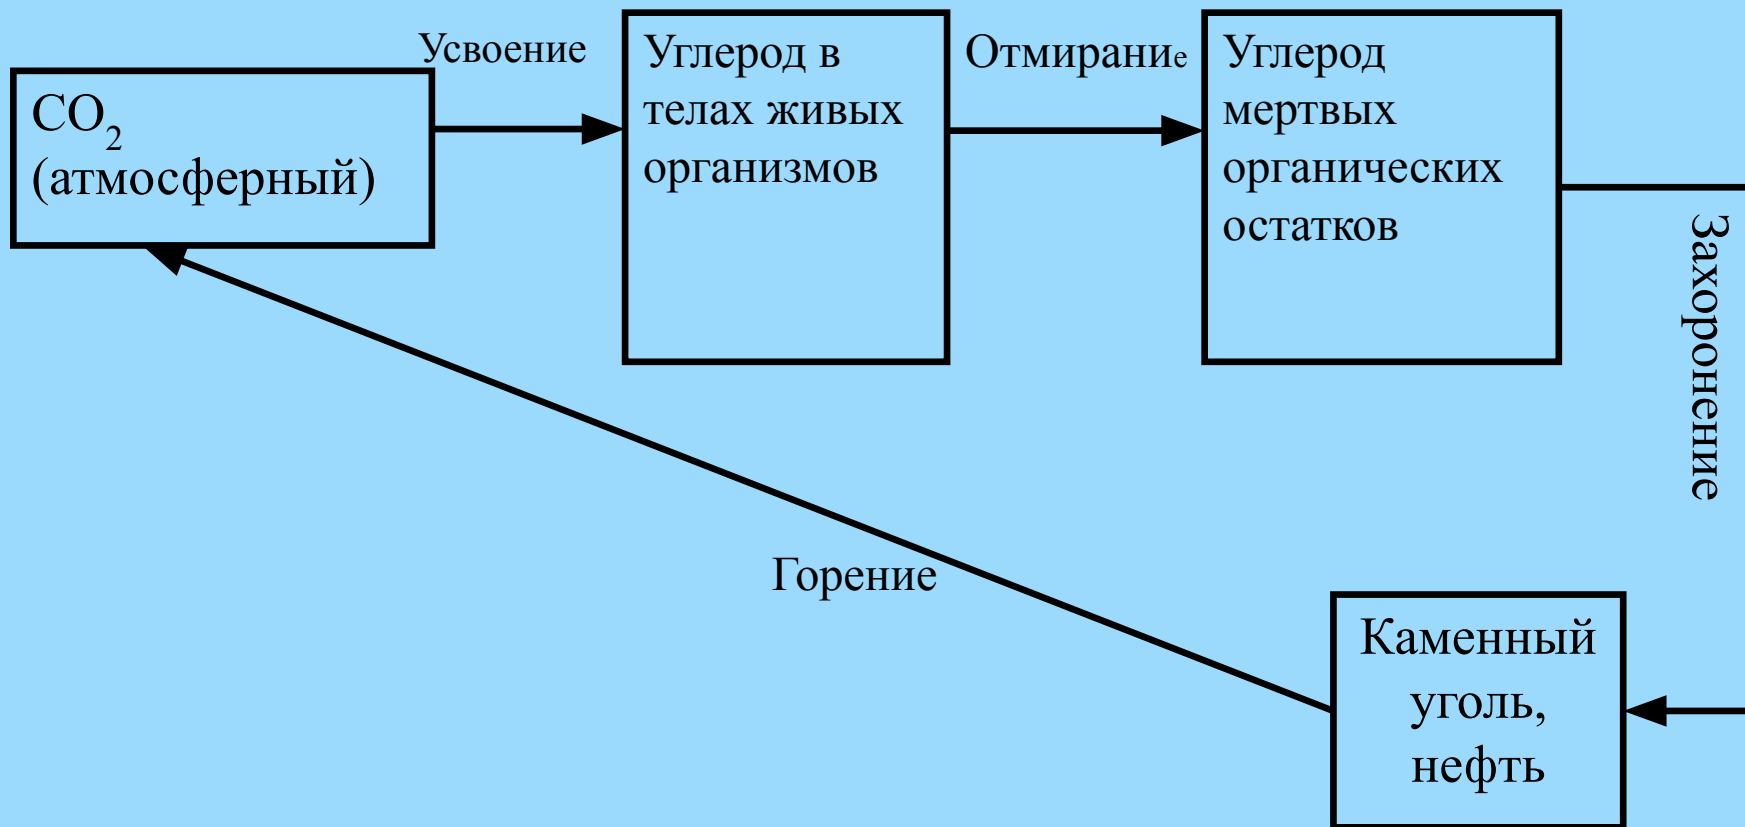 CO₂
(атмосферный)
Усвоение
Углерод в
телах живых
организмов
Отмирание
Углерод
мертвых
органических
остатков
Захоронение
Горение
Каменный
уголь,
нефть